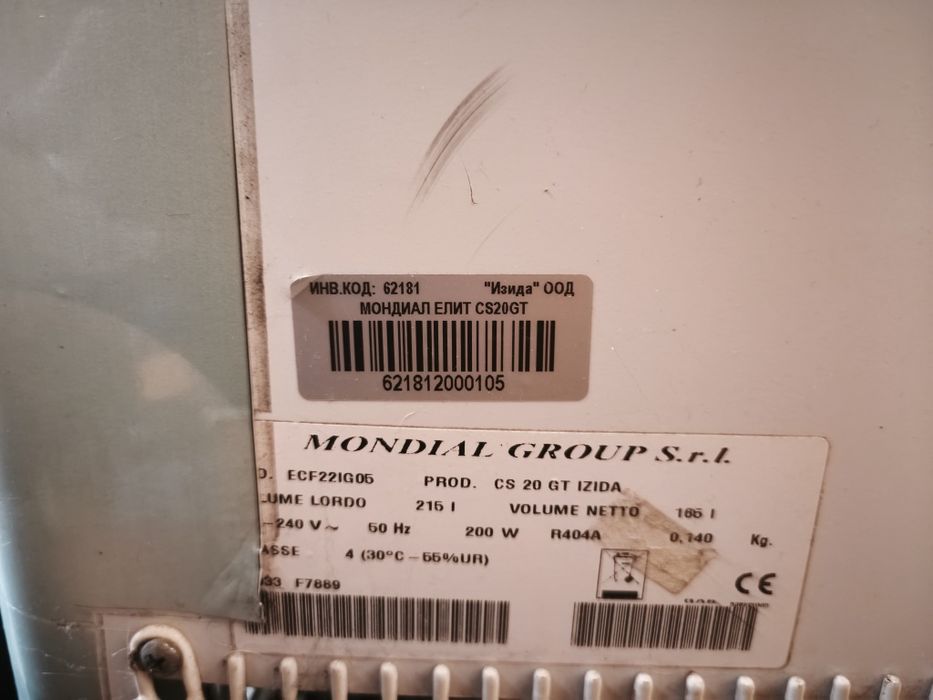 ИНВ.КОД: 62181 "Изида" ООД
МОНДИАЛ ЕЛИТ CS20GT
621812000105
MONDIAL GROUP S.r.l.
D. ECF22IG05 PROD. CS 20 GT IZIDA
UME LORDO 215 l VOLUME NETTO 165 l
-240 V~ 50 Hz 200 W R404A 0,140 Kg.
ASSE 4 (30°C – 55%UR)
33 F7889
CE